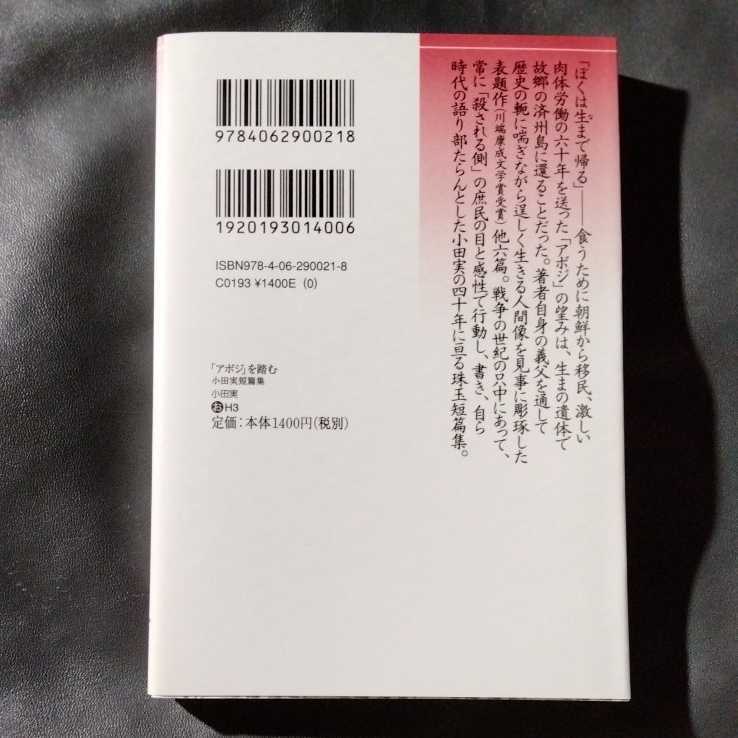 「ぼくは生まで帰る」――食うために朝鮮から移民、激しい
肉体労働の六十年を送った「アボジ」の望みは、生まの遺体で
故郷の済州島に還ることだった。著者自身の義父を通して
歴史の軛に喘ぎながら逞しく生きる人間像を見事に彫琢した
表題作(川端康成文学賞受賞)他六篇。戦争の世紀の只中にあって、
常に「殺される側」の庶民の目と感性で行動し、書き、自ら
時代の語り部たらんとした小田実の四十年に亘る珠玉短篇集。
9784062900218
1920193014006
ISBN978-4-06-290021-8
C0193 ¥1400E (0)
「アボジ」を踏む
小田実短篇集
小田実
おH3
定価:本体1400円(税別)